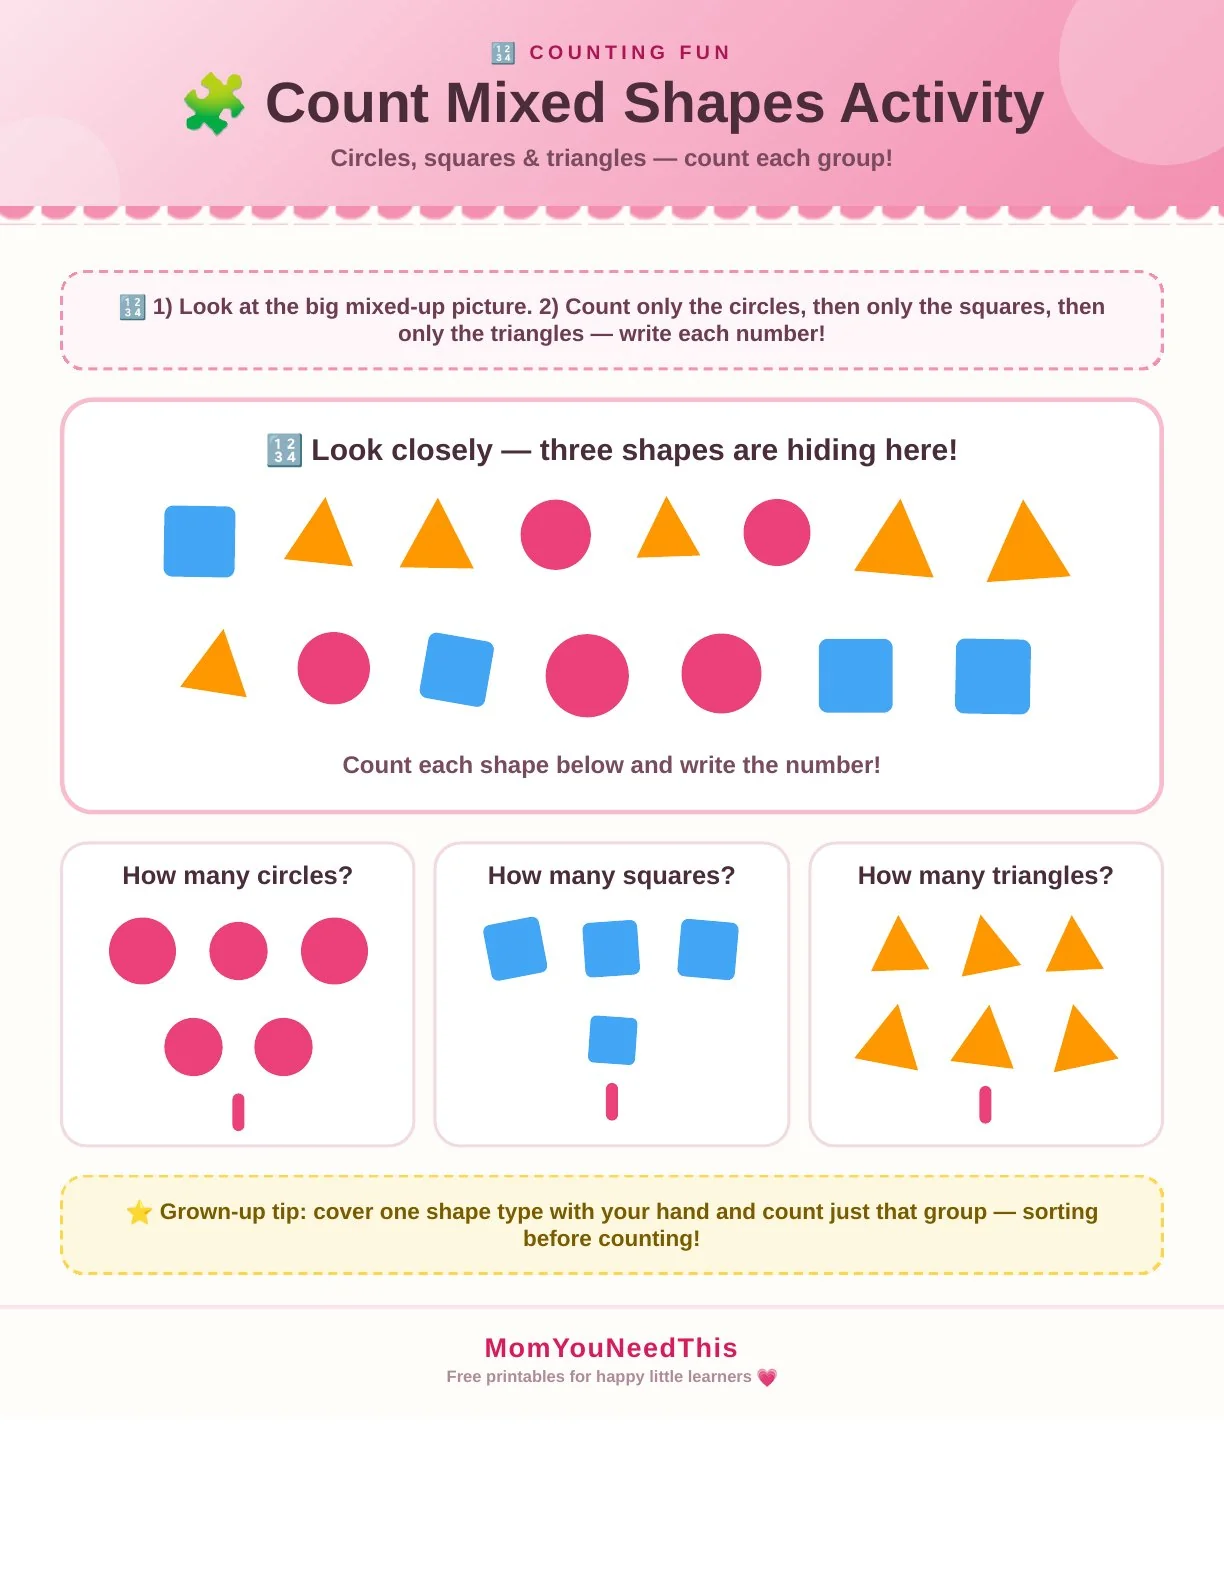 🔢 COUNTING FUN
🧩 Count Mixed Shapes Activity
Circles, squares & triangles — count each group!
🔢 1) Look at the big mixed-up picture. 2) Count only the circles, then only the squares, then
only the triangles — write each number!
🔢 Look closely — three shapes are hiding here!
Count each shape below and write the number!
How many circles?
How many squares?
How many triangles?
⭐ Grown-up tip: cover one shape type with your hand and count just that group — sorting
before counting!
MomYouNeedThis
Free printables for happy little learners 💗